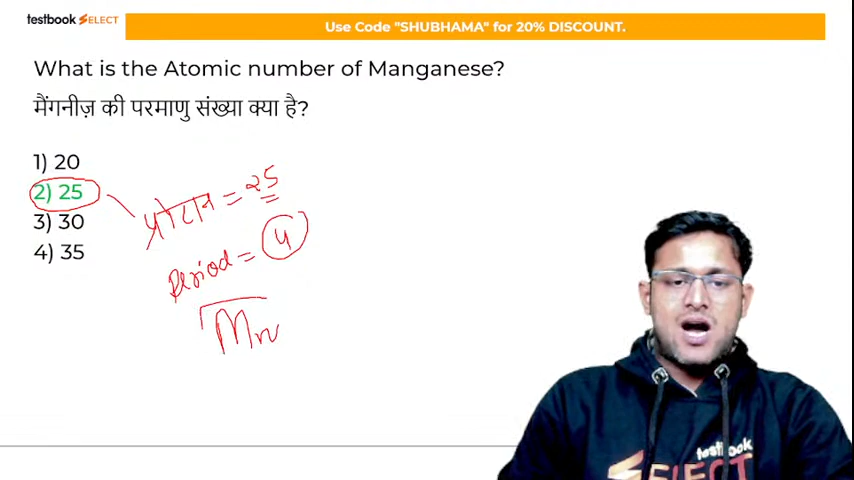 testbook SELECT
Use Code "SHUBHAMA" for 20% DISCOUNT.
What is the Atomic number of Manganese?
मैंगनीज़ की परमाणु संख्या क्या है?
1) 20
2) 25
3) 30
4) 35
प्रोटान = 25
Period = 4
Mn
testbook
SELECT